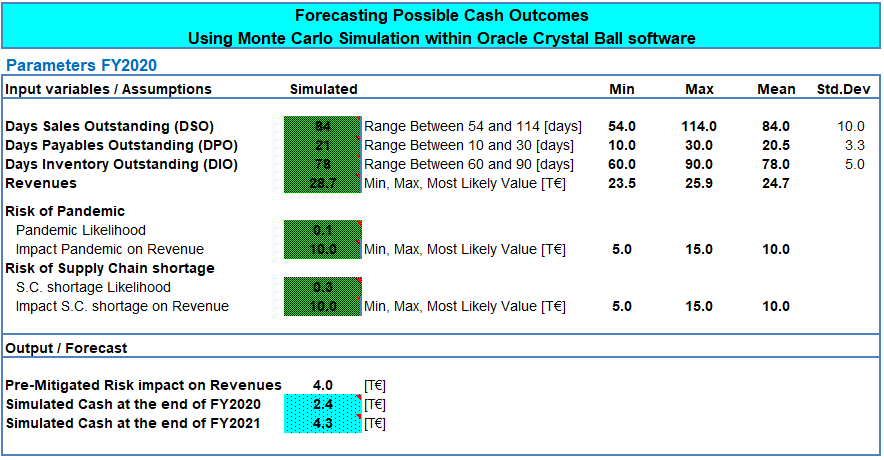 Forecasting Possible Cash Outcomes
Using Monte Carlo Simulation within Oracle Crystal Ball software
Parameters FY2020
Input variables / Assumptions Simulated Min Max Mean Std.Dev
Days Sales Outstanding (DSO) 84 Range Between 54 and 114 [days] 54.0 114.0 84.0 10.0
Days Payables Outstanding (DPO) 21 Range Between 10 and 30 [days] 10.0 30.0 20.5 3.3
Days Inventory Outstanding (DIO) 78 Range Between 60 and 90 [days] 60.0 90.0 78.0 5.0
Revenues 28.7 Min, Max, Most Likely Value [T€] 23.5 25.9 24.7
Risk of Pandemic
Pandemic Likelihood 0.1
Impact Pandemic on Revenue 10.0 Min, Max, Most Likely Value [T€] 5.0 15.0 10.0
Risk of Supply Chain shortage
S.C. shortage Likelihood 0.3
Impact S.C. shortage on Revenue 10.0 Min, Max, Most Likely Value [T€] 5.0 15.0 10.0
Output / Forecast
Pre-Mitigated Risk impact on Revenues 4.0 [T€]
Simulated Cash at the end of FY2020 2.4 [T€]
Simulated Cash at the end of FY2021 4.3 [T€]